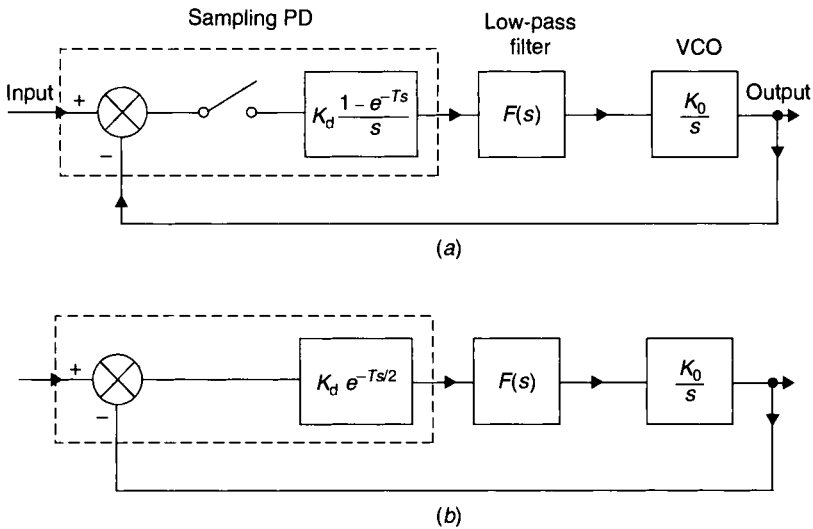 Sampling PD
Low-pass
filter
VCO
Input
+
−
K_d (1 − e^{−Ts})/s
F(s)
K_0/s
Output
(a)
+
−
K_d e^{−Ts/2}
F(s)
K_0/s
(b)